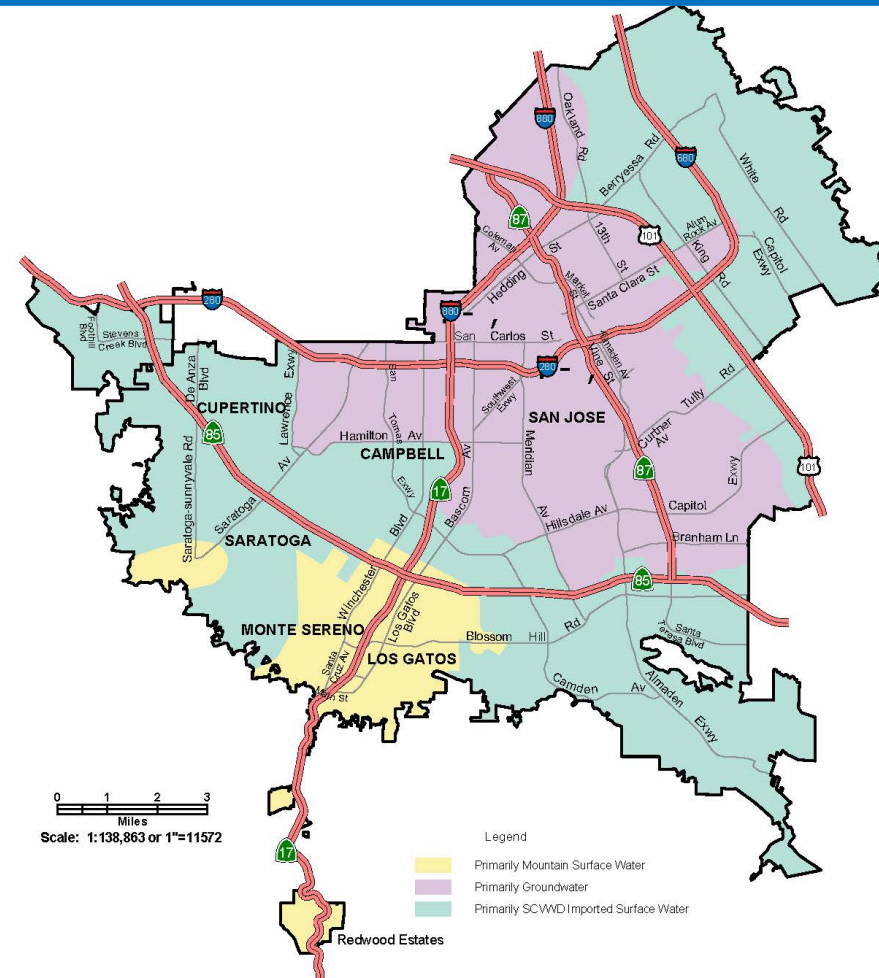 880
Oakland Rd
680
Berryessa Rd
White Rd
87
101
Coleman Av
13th St
Alum Rock Av
King Rd
Capitol Expy
Hedding St
Market St
Santa Clara St
280
880
San Carlos St
Foothill Blvd
Stevens Creek Blvd
De Anza Blvd
Lawrence Exwy
San Tomas Exwy
280
Almaden Av
Vine St
Southwest Exwy
CUPERTINO
SAN JOSE
Tully Rd
85
Hamilton Av
CAMPBELL
Meridian Av
Curtner Av
87
101
Saratoga-sunnyvale Rd
Saratoga Av
17
Bascom Av
Capitol Exwy
Hillsdale Av
SARATOGA
Winchester Blvd
Branham Ln
85
Los Gatos Blvd
MONTE SERENO
Blossom Hill Rd
Santa Teresa Blvd
Santa Cruz Av
LOS GATOS
Main St
Camden Av
Almaden Exwy
0 1 2 3
Miles
Scale: 1:138,863 or 1"=11572
17
Redwood Estates
Legend
Primarily Mountain Surface Water
Primarily Groundwater
Primarily SCVWD Imported Surface Water